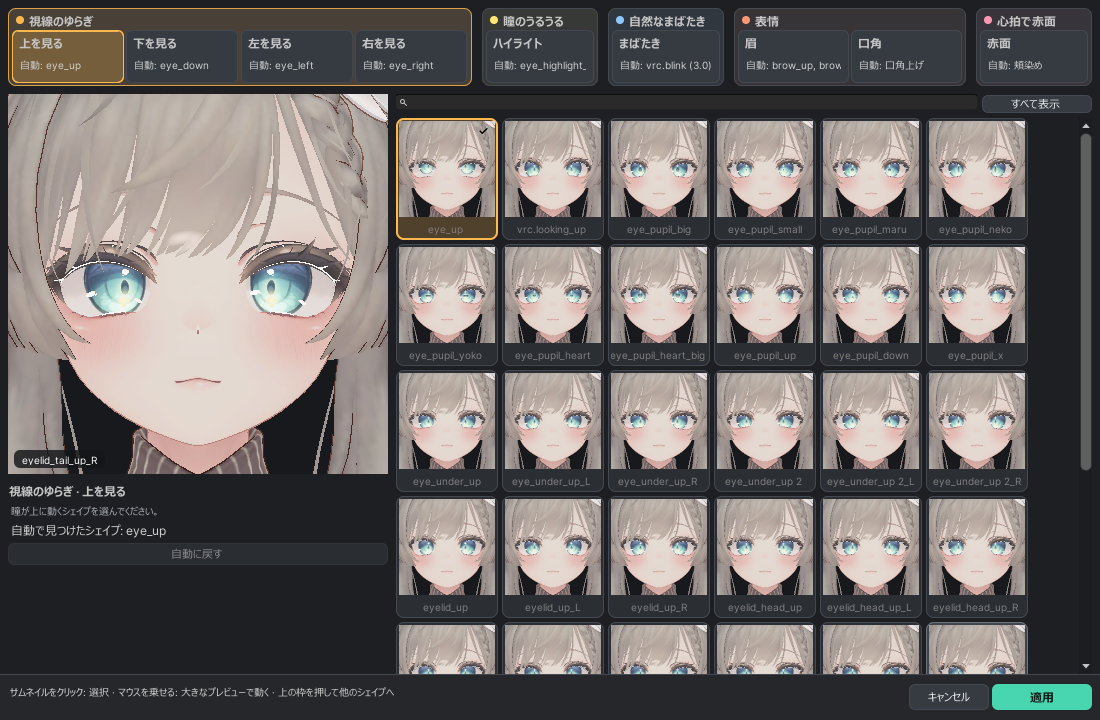 視線のゆらぎ
上を見る
自動: eye_up
下を見る
自動: eye_down
左を見る
自動: eye_left
右を見る
自動: eye_right
瞳のうるうる
ハイライト
自動: eye_highlight_
自然なまばたき
まばたき
自動: vrc.blink (3.0)
表情
眉
自動: brow_up, brow
口角
自動: 口角上げ
心拍で赤面
赤面
自動: 頬染め
すべて表示
eye_up
vrc.looking_up
eye_pupil_big
eye_pupil_small
eye_pupil_maru
eye_pupil_neko
eye_pupil_yoko
eye_pupil_heart
eye_pupil_heart_big
eye_pupil_up
eye_pupil_down
eye_pupil_x
eye_under_up
eye_under_up_L
eye_under_up_R
eye_under_up 2
eye_under_up 2_L
eye_under_up 2_R
eyelid_up
eyelid_up_L
eyelid_up_R
eyelid_head_up
eyelid_head_up_L
eyelid_head_up_R
eyelid_tail_up_R
視線のゆらぎ · 上を見る
瞳が上に動くシェイプを選んでください。
自動で見つけたシェイプ: eye_up
自動に戻す
サムネイルをクリック: 選択 · マウスを乗せる: 大きなプレビューで動く · 上の枠を押して他のシェイプへ
キャンセル
適用